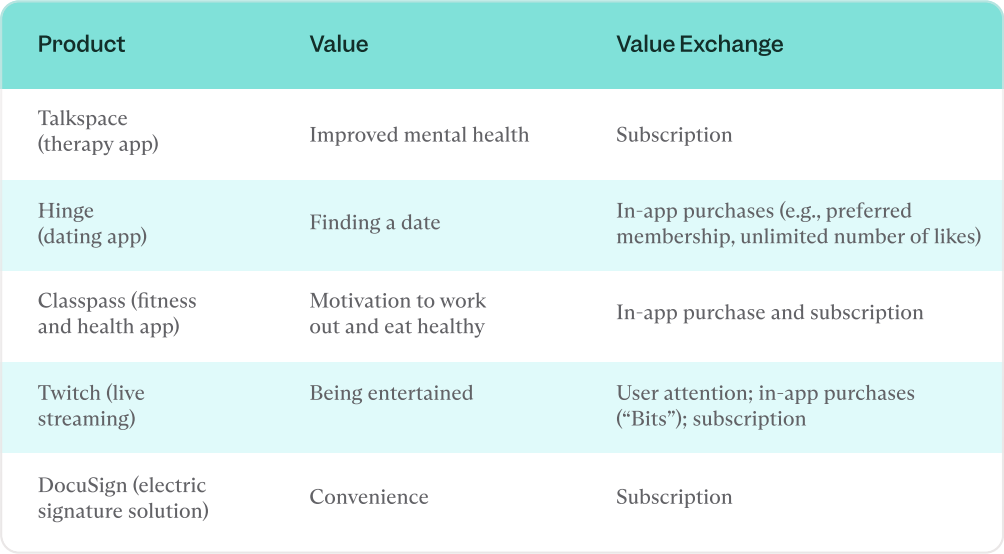 Product Value Value Exchange
Talkspace
(therapy app)
Improved mental health
Subscription
Hinge
(dating app)
Finding a date
In-app purchases (e.g., preferred
membership, unlimited number of likes)
Classpass (fitness
and health app)
Motivation to work
out and eat healthy
In-app purchase and subscription
Twitch (live
streaming)
Being entertained
User attention; in-app purchases
(“Bits”); subscription
DocuSign (electric
signature solution)
Convenience
Subscription